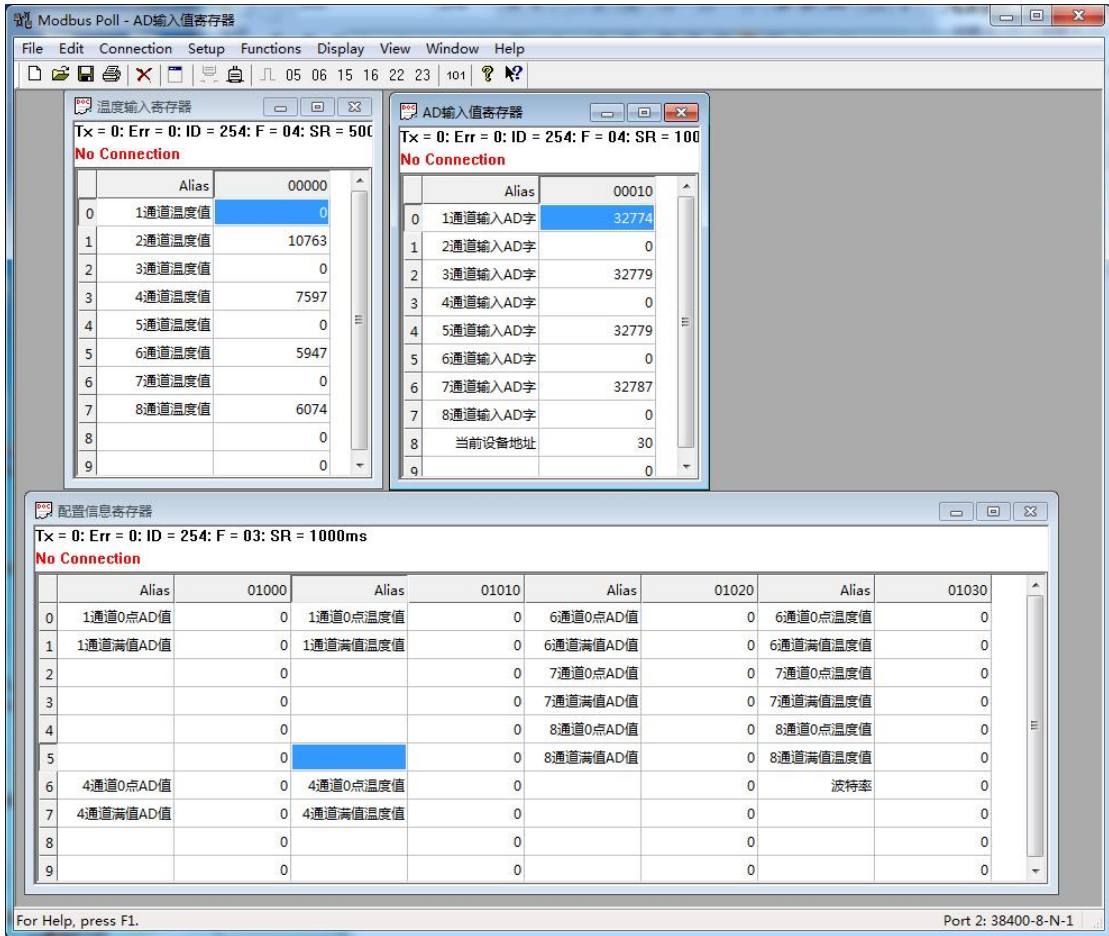 Modbus Poll - AD输入值寄存器
File Edit Connection Setup Functions Display View Window Help
05 06 15 16 22 23 101
温度输入寄存器
Tx = 0: Err = 0: ID = 254: F = 04: SR = 500
No Connection
Alias 00000
0 1通道温度值 0
1 2通道温度值 10763
2 3通道温度值 0
3 4通道温度值 7597
4 5通道温度值 0
5 6通道温度值 5947
6 7通道温度值 0
7 8通道温度值 6074
8 0
9 0
AD输入值寄存器
Tx = 0: Err = 0: ID = 254: F = 04: SR = 100
No Connection
Alias 00010
0 1通道输入AD字 32774
1 2通道输入AD字 0
2 3通道输入AD字 32779
3 4通道输入AD字 0
4 5通道输入AD字 32779
5 6通道输入AD字 0
6 7通道输入AD字 32787
7 8通道输入AD字 0
8 当前设备地址 30
9 0
配置信息寄存器
Tx = 0: Err = 0: ID = 254: F = 03: SR = 1000ms
No Connection
Alias 01000 Alias 01010 Alias 01020 Alias 01030
0 1通道0点AD值 0 1通道0点温度值 0 6通道0点AD值 0 6通道0点温度值 0
1 1通道满值AD值 0 1通道满值温度值 0 6通道满值AD值 0 6通道满值温度值 0
2 0 0 7通道0点AD值 0 7通道0点温度值 0
3 0 0 7通道满值AD值 0 7通道满值温度值 0
4 0 0 8通道0点AD值 0 8通道0点温度值 0
5 0 0 8通道满值AD值 0 8通道满值温度值 0
6 4通道0点AD值 0 4通道0点温度值 0 0 波特率 0
7 4通道满值AD值 0 4通道满值温度值 0 0 0
8 0 0 0 0
9 0 0 0 0
For Help, press F1. Port 2: 38400-8-N-1